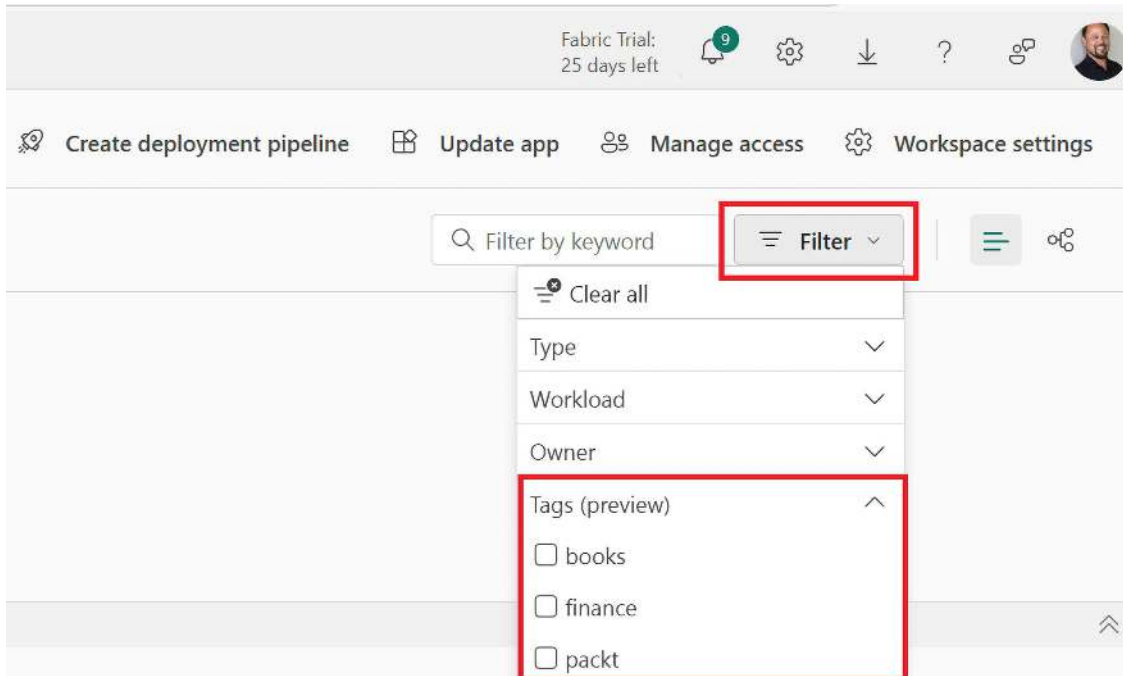 Fabric Trial:
25 days left
9
?
Create deployment pipeline
Update app
Manage access
Workspace settings
Filter by keyword
Filter
Clear all
Type
Workload
Owner
Tags (preview)
books
finance
packt